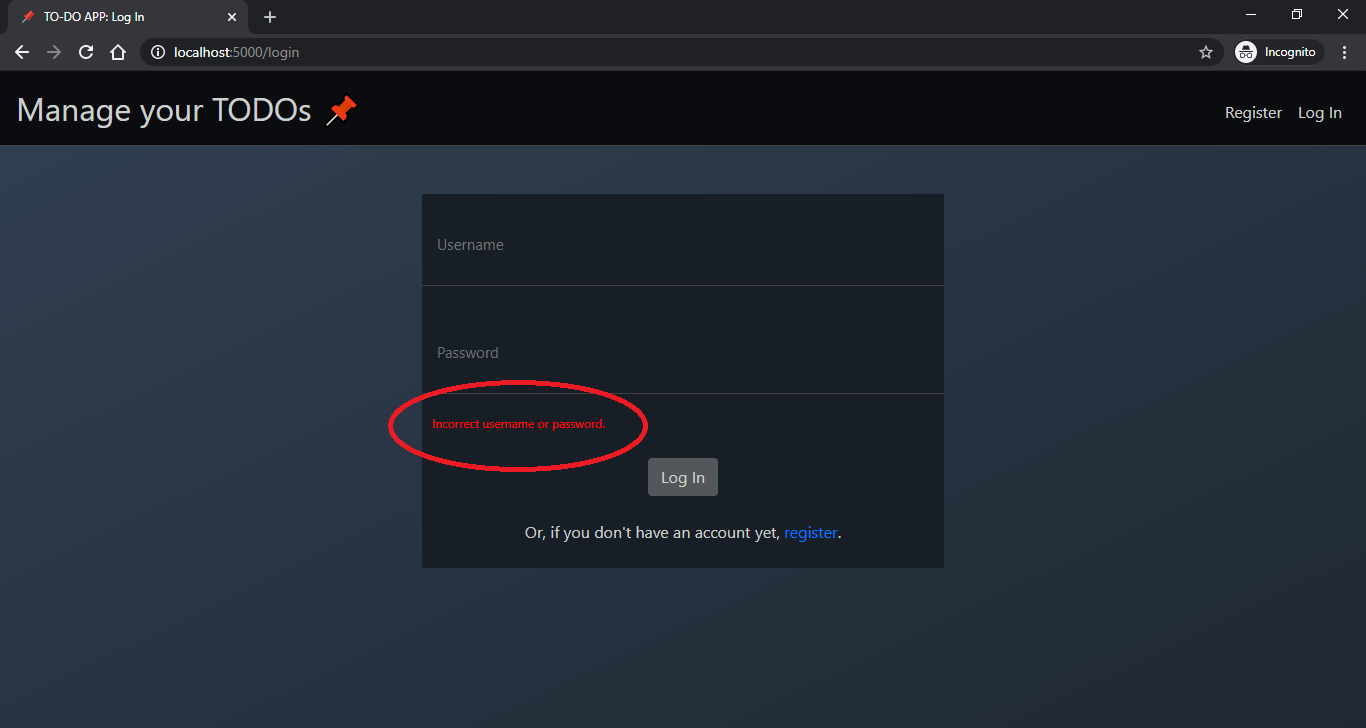 TO-DO APP: Log In
localhost:5000/login
Incognito
Manage your TODOs
Register
Log In
Username
Password
Incorrect username or password.
Log In
Or, if you don't have an account yet, register.